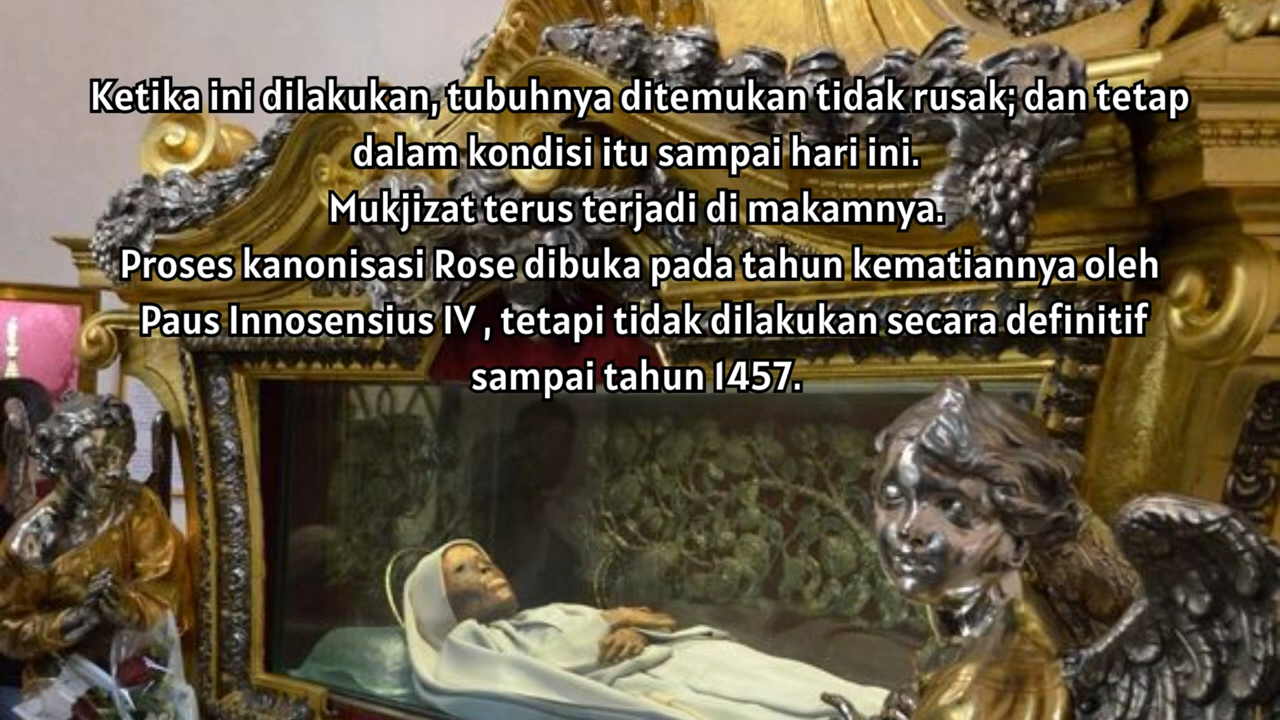 Ketika ini dilakukan, tubuhnya ditemukan tidak rusak; dan tetap
dalam kondisi itu sampai hari ini.
Mukjizat terus terjadi di makamnya.
Proses kanonisasi Rose dibuka pada tahun kematiannya oleh
Paus Innosensius IV , tetapi tidak dilakukan secara definitif
sampai tahun 1457.